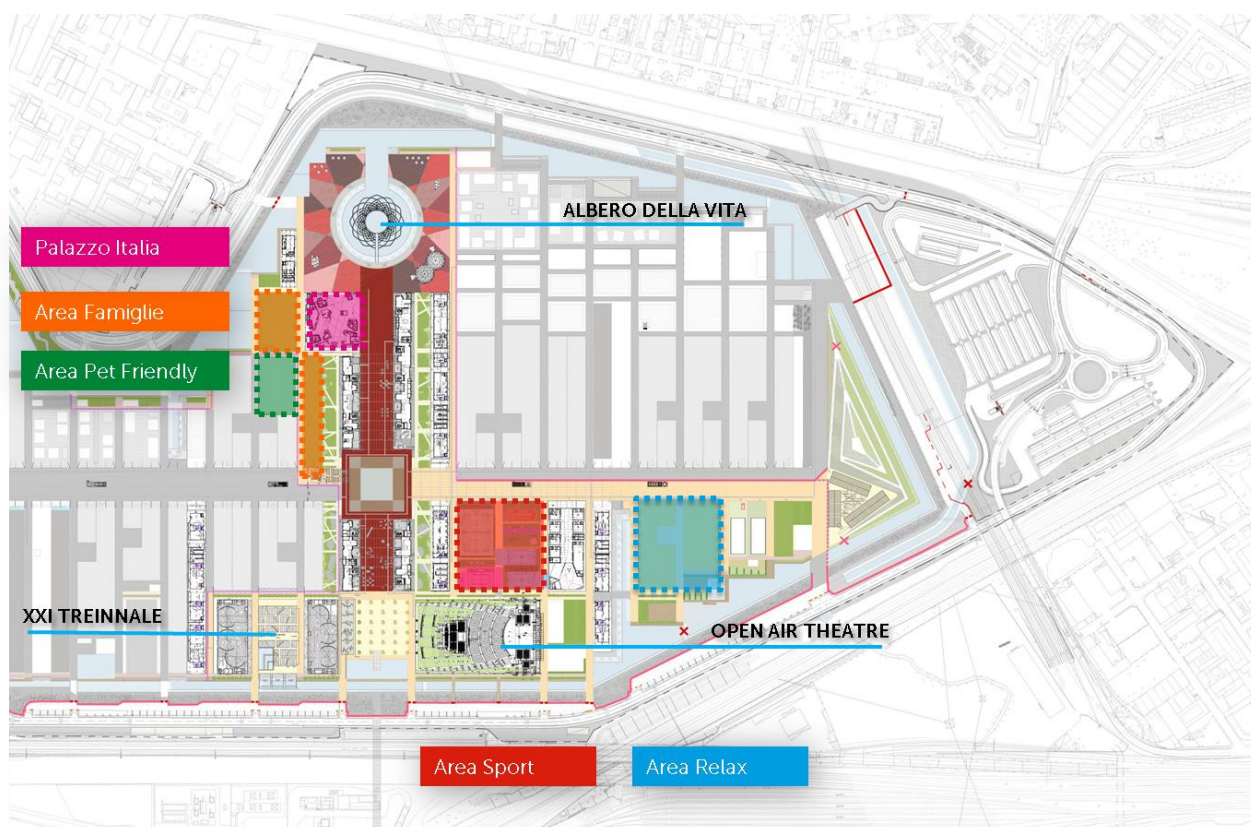 ALBERO DELLA VITA
Palazzo Italia
Area Famiglie
Area Pet Friendly
XXI TREINNALE
OPEN AIR THEATRE
Area Sport
Area Relax